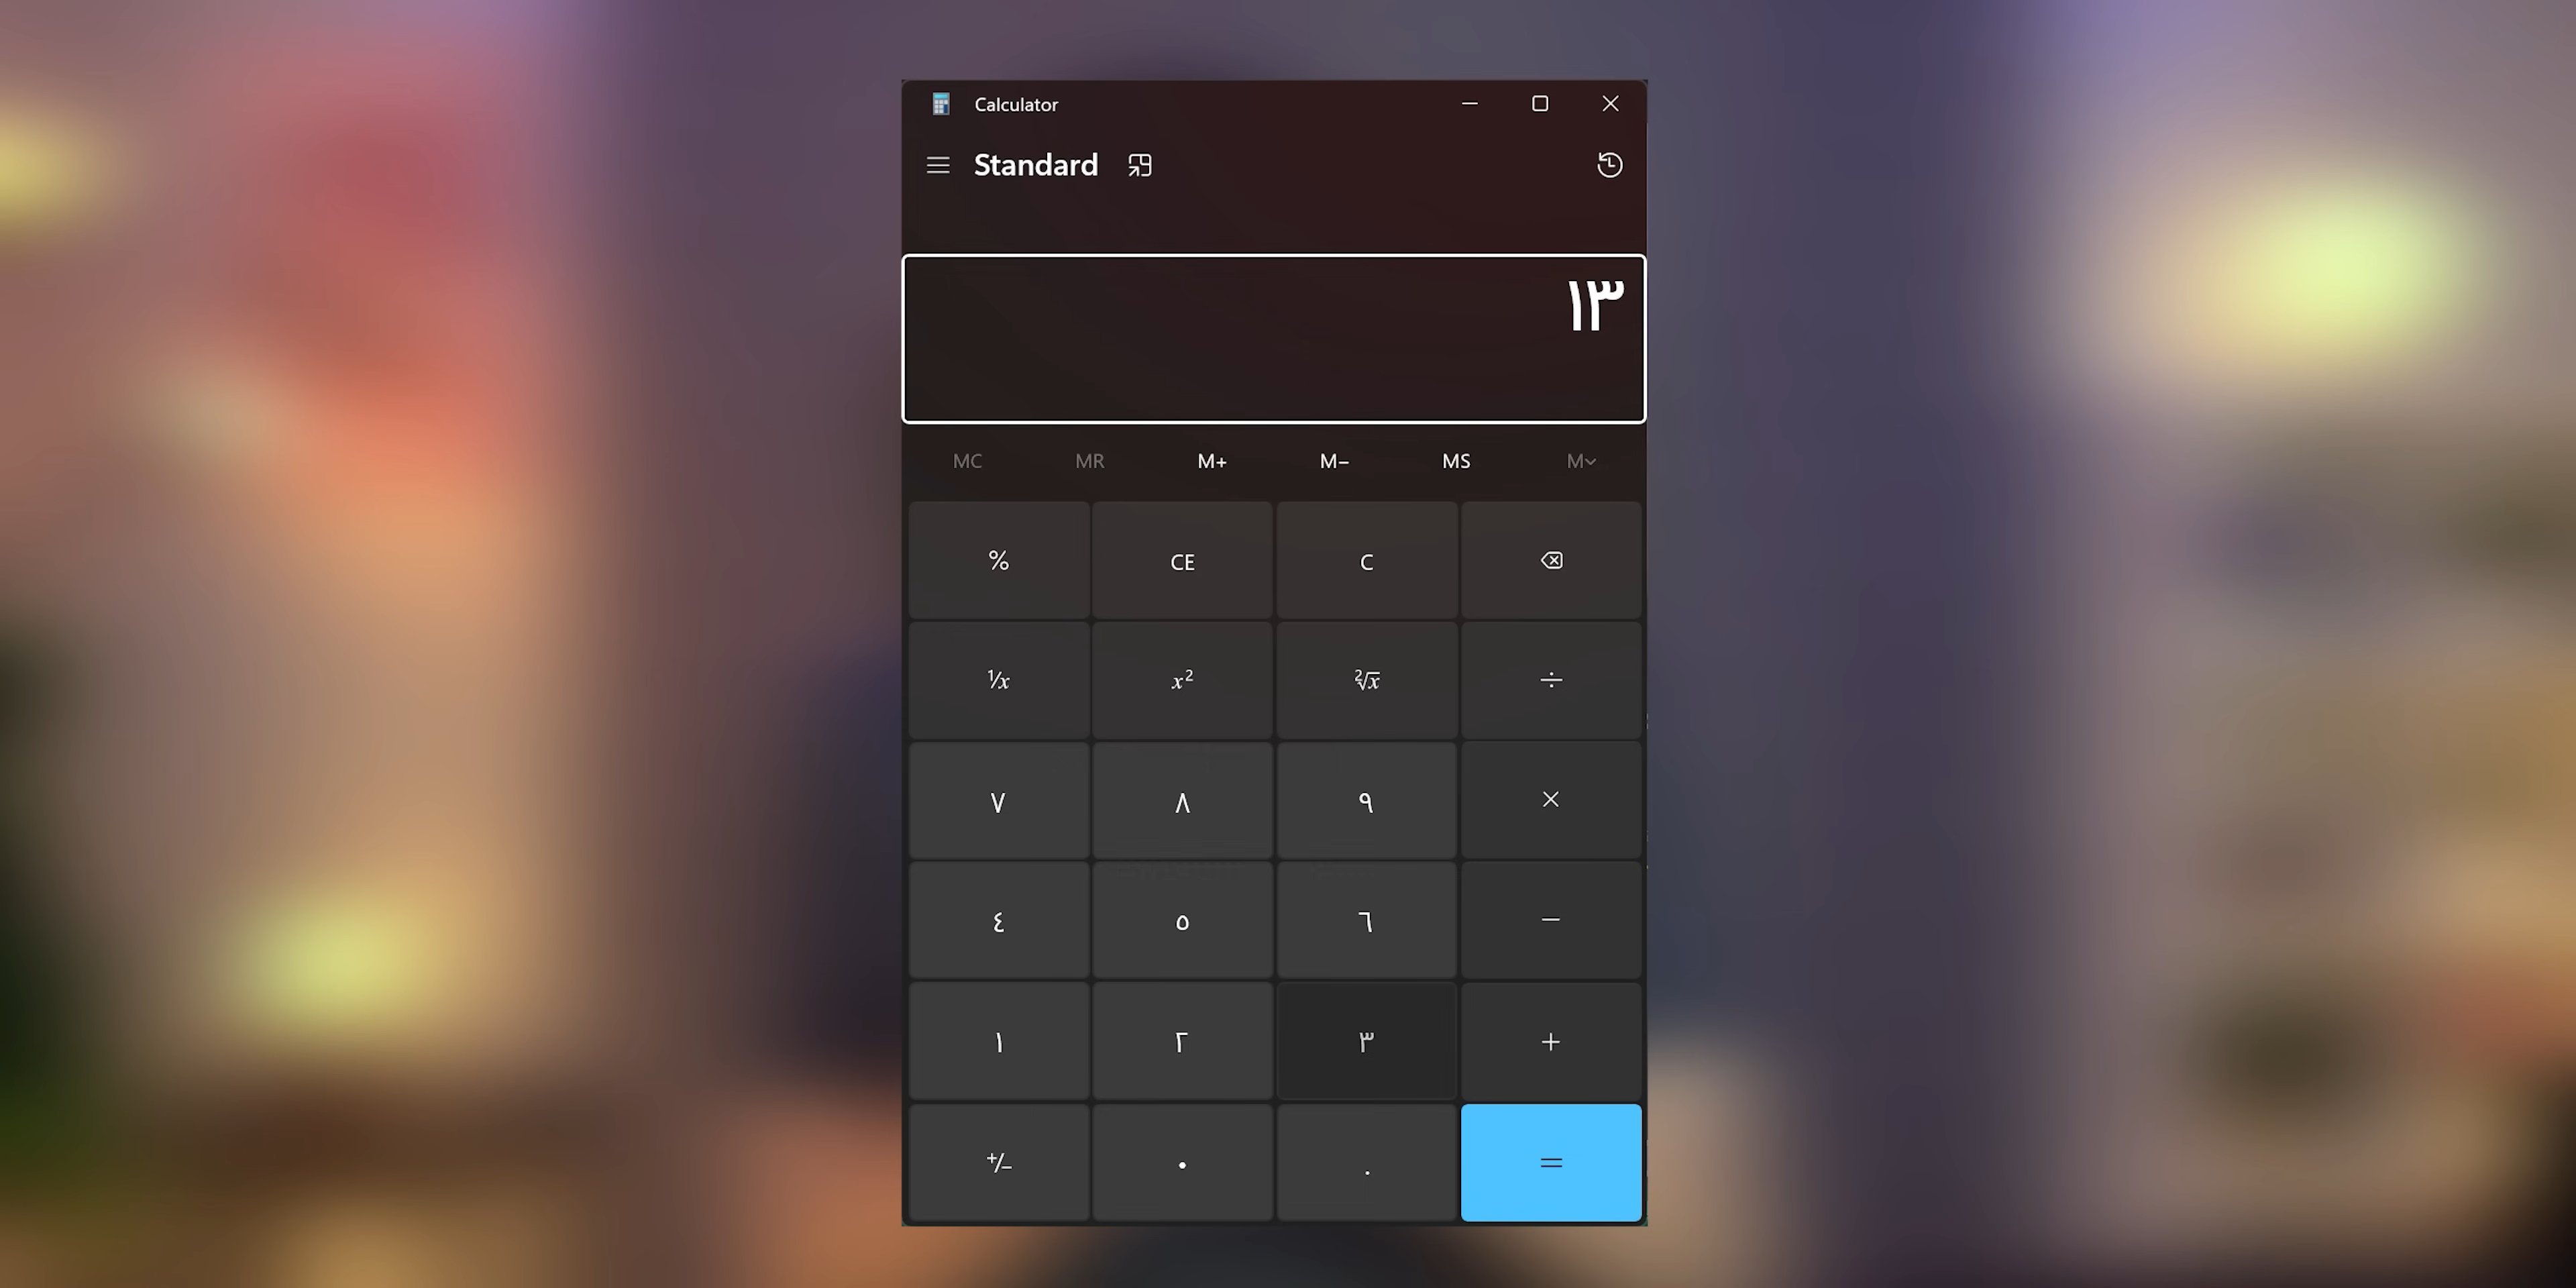 Calculator
Standard
١٣
MC MR M+ M− MS M
% CE C
¹/x x² ²√x ÷
٧ ٨ ٩ ×
٤ ٥ ٦ −
١ ٢ ٣ +
+/− ٠ . =